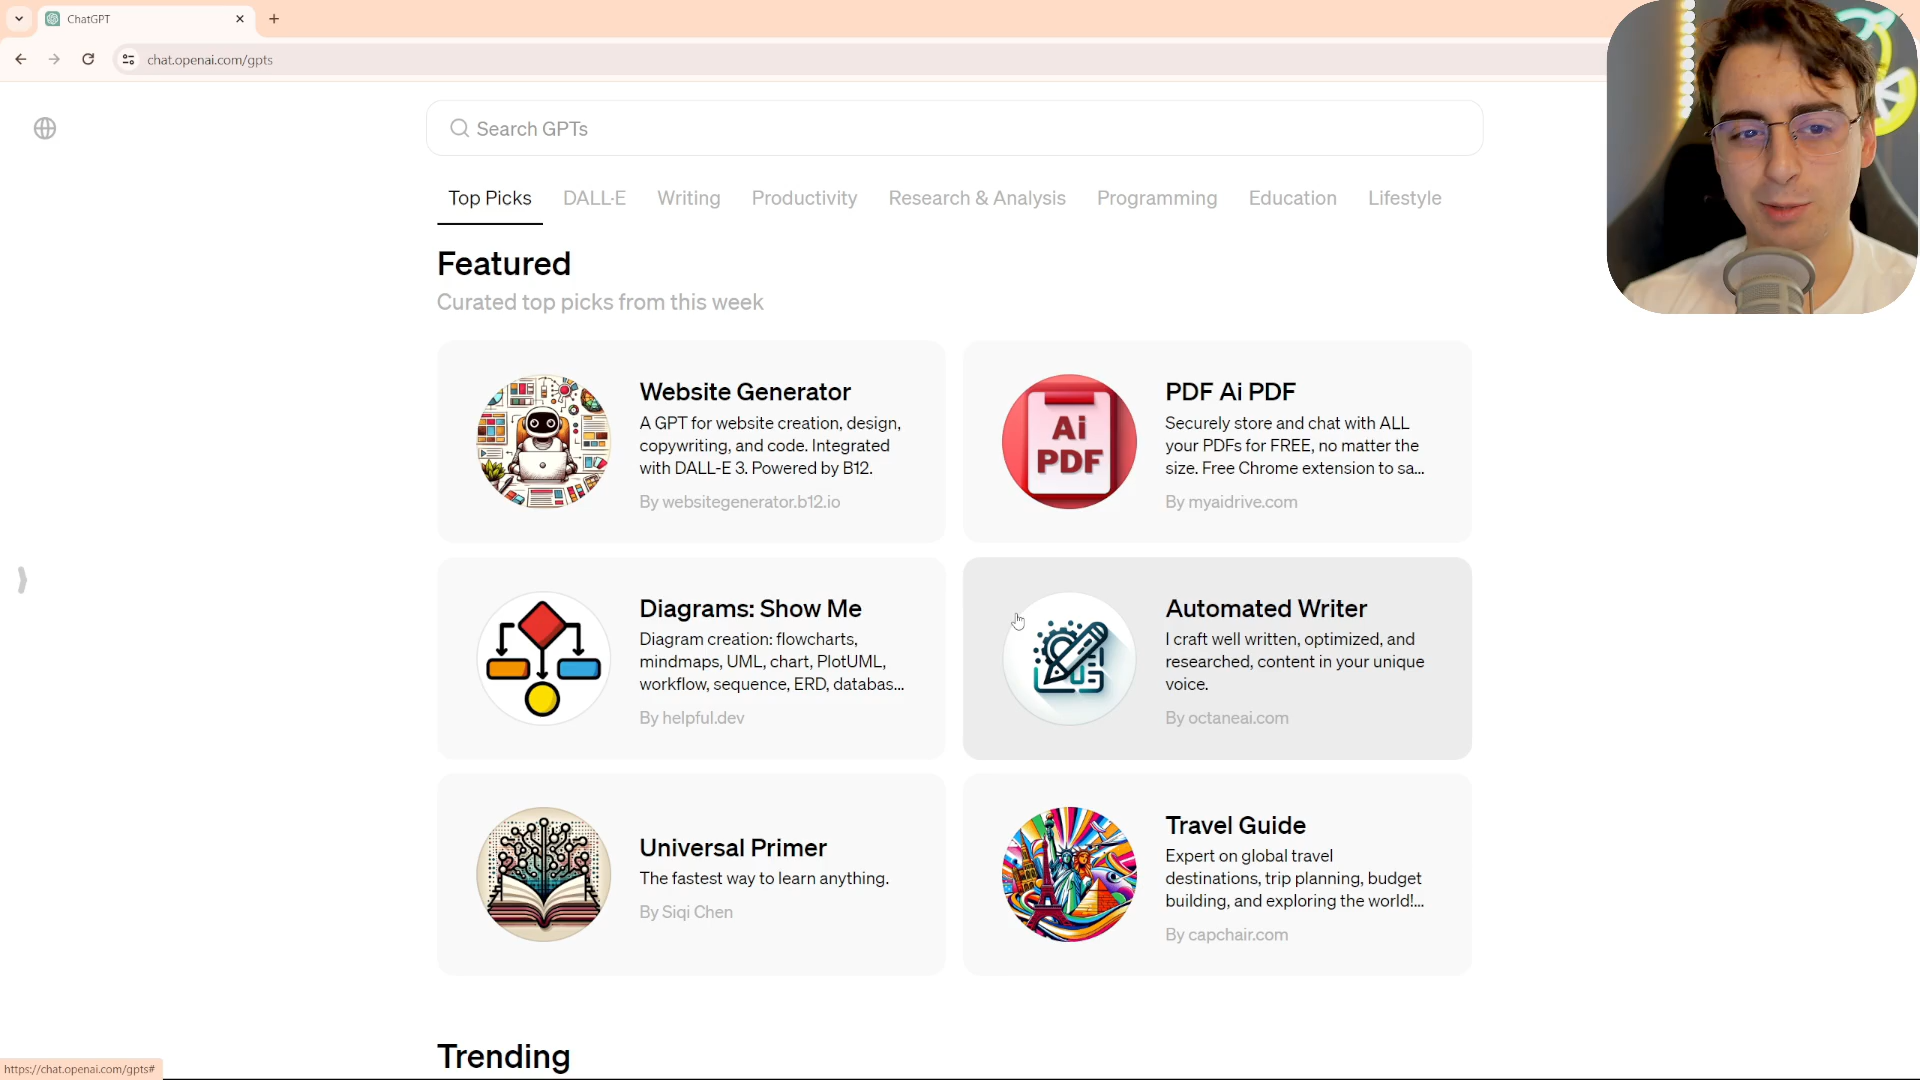 ChatGPT
chat.openai.com/gpts
Search GPTs
Top Picks DALL·E Writing Productivity Research & Analysis Programming Education Lifestyle
Featured
Curated top picks from this week
Website Generator
A GPT for website creation, design,
copywriting, and code. Integrated
with DALL-E 3. Powered by B12.
By websitegenerator.b12.io
Ai
PDF
PDF Ai PDF
Securely store and chat with ALL
your PDFs for FREE, no matter the
size. Free Chrome extension to sa...
By myaidrive.com
Diagrams: Show Me
Diagram creation: flowcharts,
mindmaps, UML, chart, PlotUML,
workflow, sequence, ERD, databas...
By helpful.dev
Automated Writer
I craft well written, optimized, and
researched, content in your unique
voice.
By octaneai.com
Universal Primer
The fastest way to learn anything.
By Siqi Chen
Travel Guide
Expert on global travel
destinations, trip planning, budget
building, and exploring the world!...
By capchair.com
Trending
https://chat.openai.com/gpts#